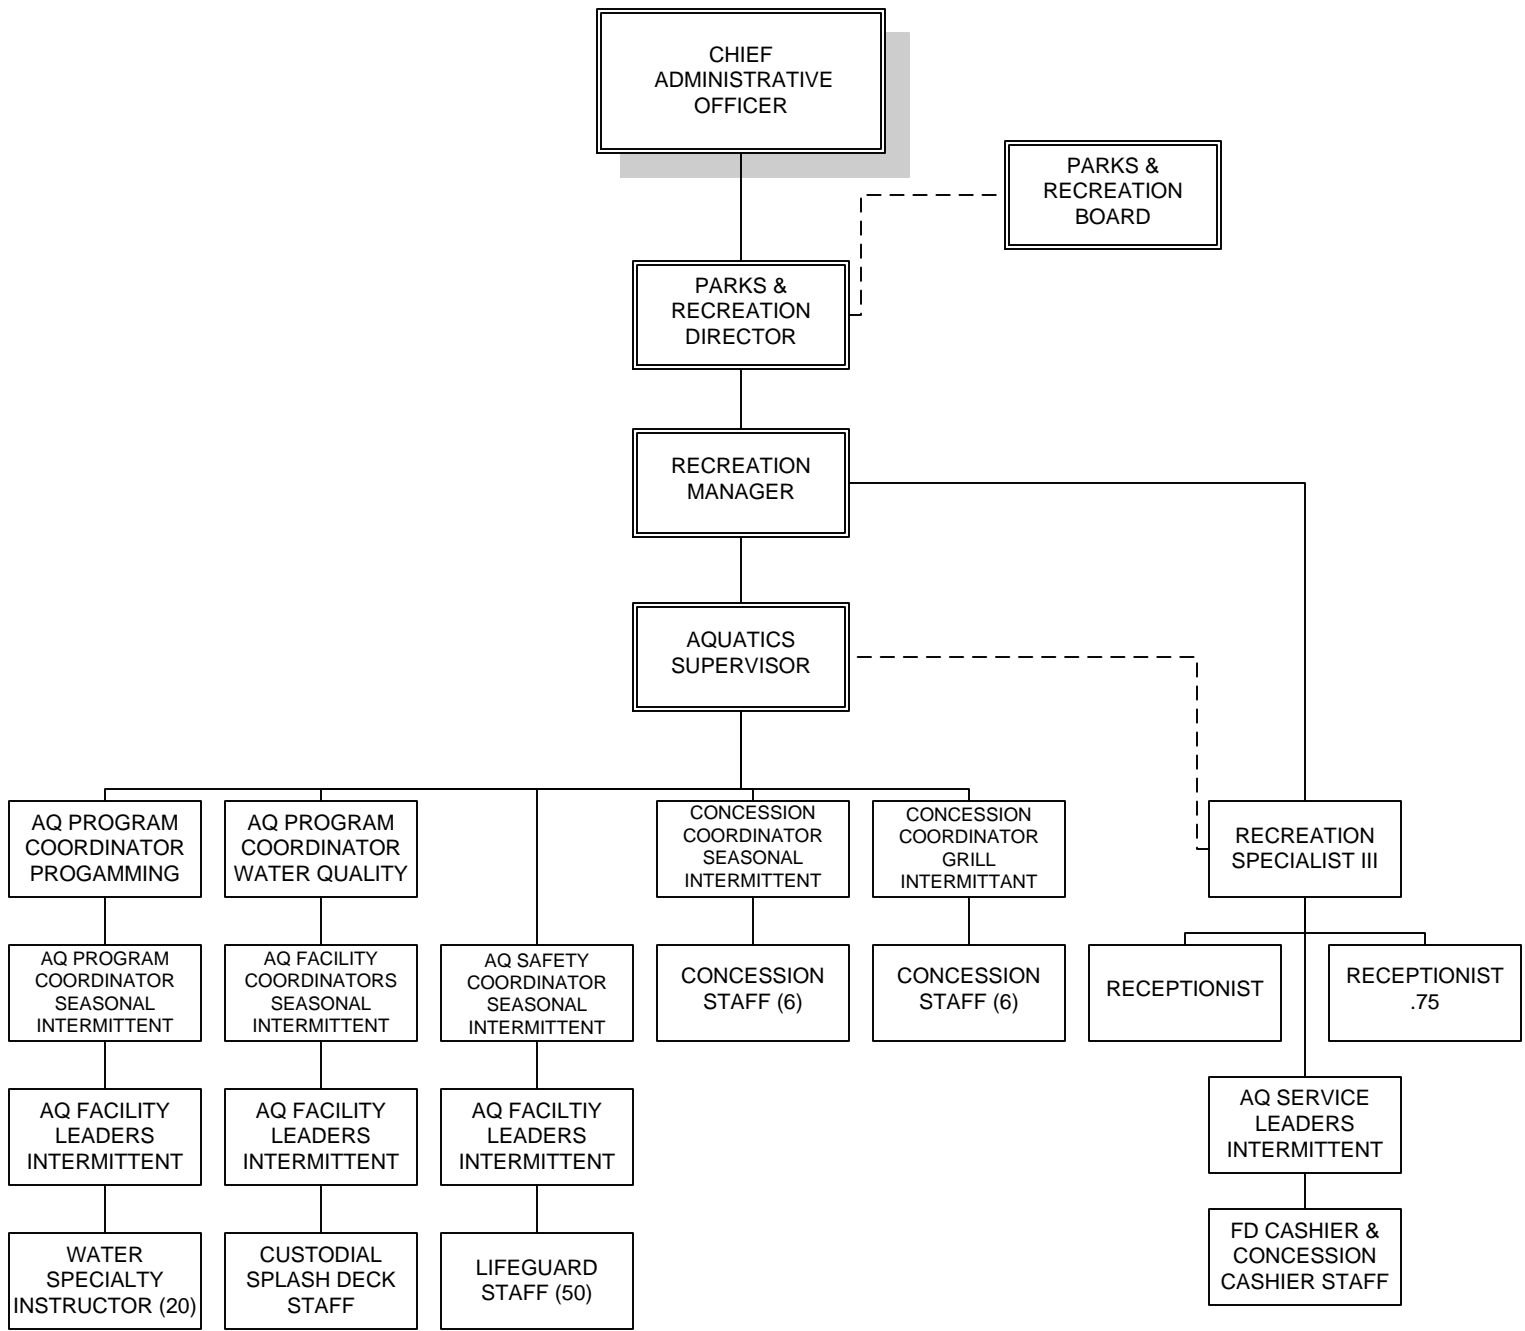 CHIEF
ADMINISTRATIVE
OFFICER
PARKS &
RECREATION
BOARD
PARKS &
RECREATION
DIRECTOR
RECREATION
MANAGER
AQUATICS
SUPERVISOR
AQ PROGRAM
COORDINATOR
PROGAMMING
AQ PROGRAM
COORDINATOR
WATER QUALITY
CONCESSION
COORDINATOR
SEASONAL
INTERMITTENT
CONCESSION
COORDINATOR
GRILL
INTERMITTANT
RECREATION
SPECIALIST III
AQ PROGRAM
COORDINATOR
SEASONAL
INTERMITTENT
AQ FACILITY
COORDINATORS
SEASONAL
INTERMITTENT
AQ SAFETY
COORDINATOR
SEASONAL
INTERMITTENT
CONCESSION
STAFF (6)
CONCESSION
STAFF (6)
RECEPTIONIST
RECEPTIONIST
.75
AQ FACILITY
LEADERS
INTERMITTENT
AQ FACILITY
LEADERS
INTERMITTENT
AQ FACILTIY
LEADERS
INTERMITTENT
AQ SERVICE
LEADERS
INTERMITTENT
WATER
SPECIALTY
INSTRUCTOR (20)
CUSTODIAL
SPLASH DECK
STAFF
LIFEGUARD
STAFF (50)
FD CASHIER &
CONCESSION
CASHIER STAFF